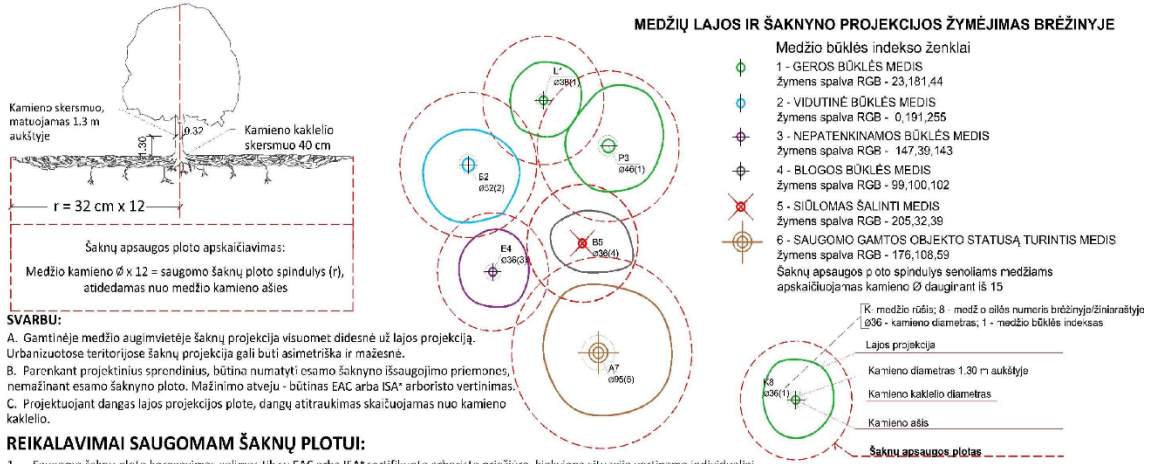 MEDŽIŲ LAJOS IR ŠAKNYNO PROJEKCIJOS ŽYMĖJIMAS BRĖŽINYJE
Kamieno skersmuo,
matuojamas 1.3 m
aukštyje
0.32
1.30
Kamieno kaklelio
skersmuo 40 cm
r = 32 cm x 12
Šaknų apsaugos ploto apskaičiavimas:
Medžio kamieno Ø x 12 = saugomo šaknų ploto spindulys (r),
atidedamas nuo medžio kamieno ašies
SVARBU:
A. Gamtinėje medžio augimvietėje šaknų projekcija visuomet didesnė už lajos projekciją.
Urbanizuotose teritorijose šaknų projekcija gali buti asimetriška ir mažesnė.
B. Parenkant projektinius sprendinius, būtina numatyti esamo šaknyno išsaugojimo priemones,
nemažinant esamo šaknyno ploto. Mažinimo atveju - būtinas EAC arba ISA* arboristo vertinimas.
C. Projektuojant dangas lajos projekcijos plote, dangų atitraukimas skaičiuojamas nuo kamieno
kaklelio.
REIKALAVIMAI SAUGOMAM ŠAKNŲ PLOTUI:
Ø38(1)
P3
Ø46(1)
Ø52(2)
E4
Ø36(3)
B5
Ø36(4)
A7
Ø95(6)
Medžio būklės indekso ženklai
1 - GEROS BŪKLĖS MEDIS
žymens spalva RGB - 23,181,44
2 - VIDUTINĖ BŪKLĖS MEDIS
žymens spalva RGB - 0,191,255
3 - NEPATENKINAMOS BŪKLĖS MEDIS
žymens spalva RGB - 147,39,143
4 - BLOGOS BŪKLĖS MEDIS
žymens spalva RGB - 99,100,102
5 - SIŪLOMAS ŠALINTI MEDIS
žymens spalva RGB - 205,32,39
6 - SAUGOMO GAMTOS OBJEKTO STATUSĄ TURINTIS MEDIS
žymens spalva RGB - 176,108,59
Šaknų apsaugos p oto spindulys senoliams medžiams
apskaičiuojamas kamieno Ø dauginant iš 15
K- medžio rūšis; 8 - medž o eilės numeris brėžinyje/žiniaraštyje
Ø36 - kamieno diametras; 1 - medžio būklės indeksas
Lajos projekcija
Kamieno diametras 1.30 m aukštyje
K8
Ø36(1)
Kamieno kaklelio diametras
Kamieno ašis
Šaknų apsaugos plotas